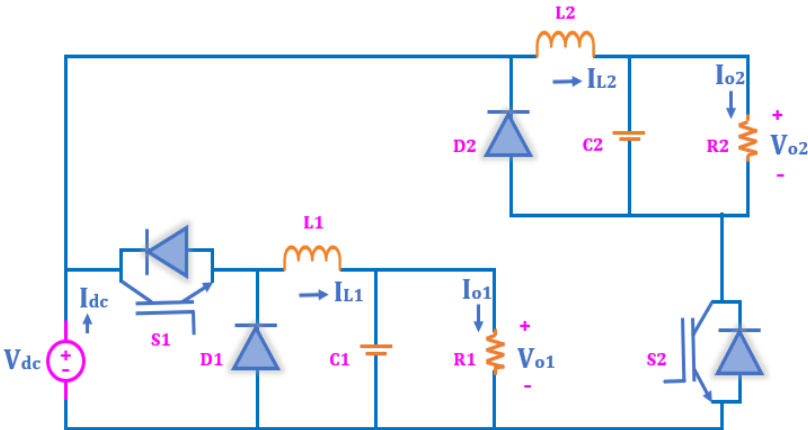 L2
IL2
Io2
+
D2
C2
R2
Vo2
-
L1
IL1
Io1
Idc
S1
+
+
Vdc
-
D1
C1
R1
Vo1
S2
-